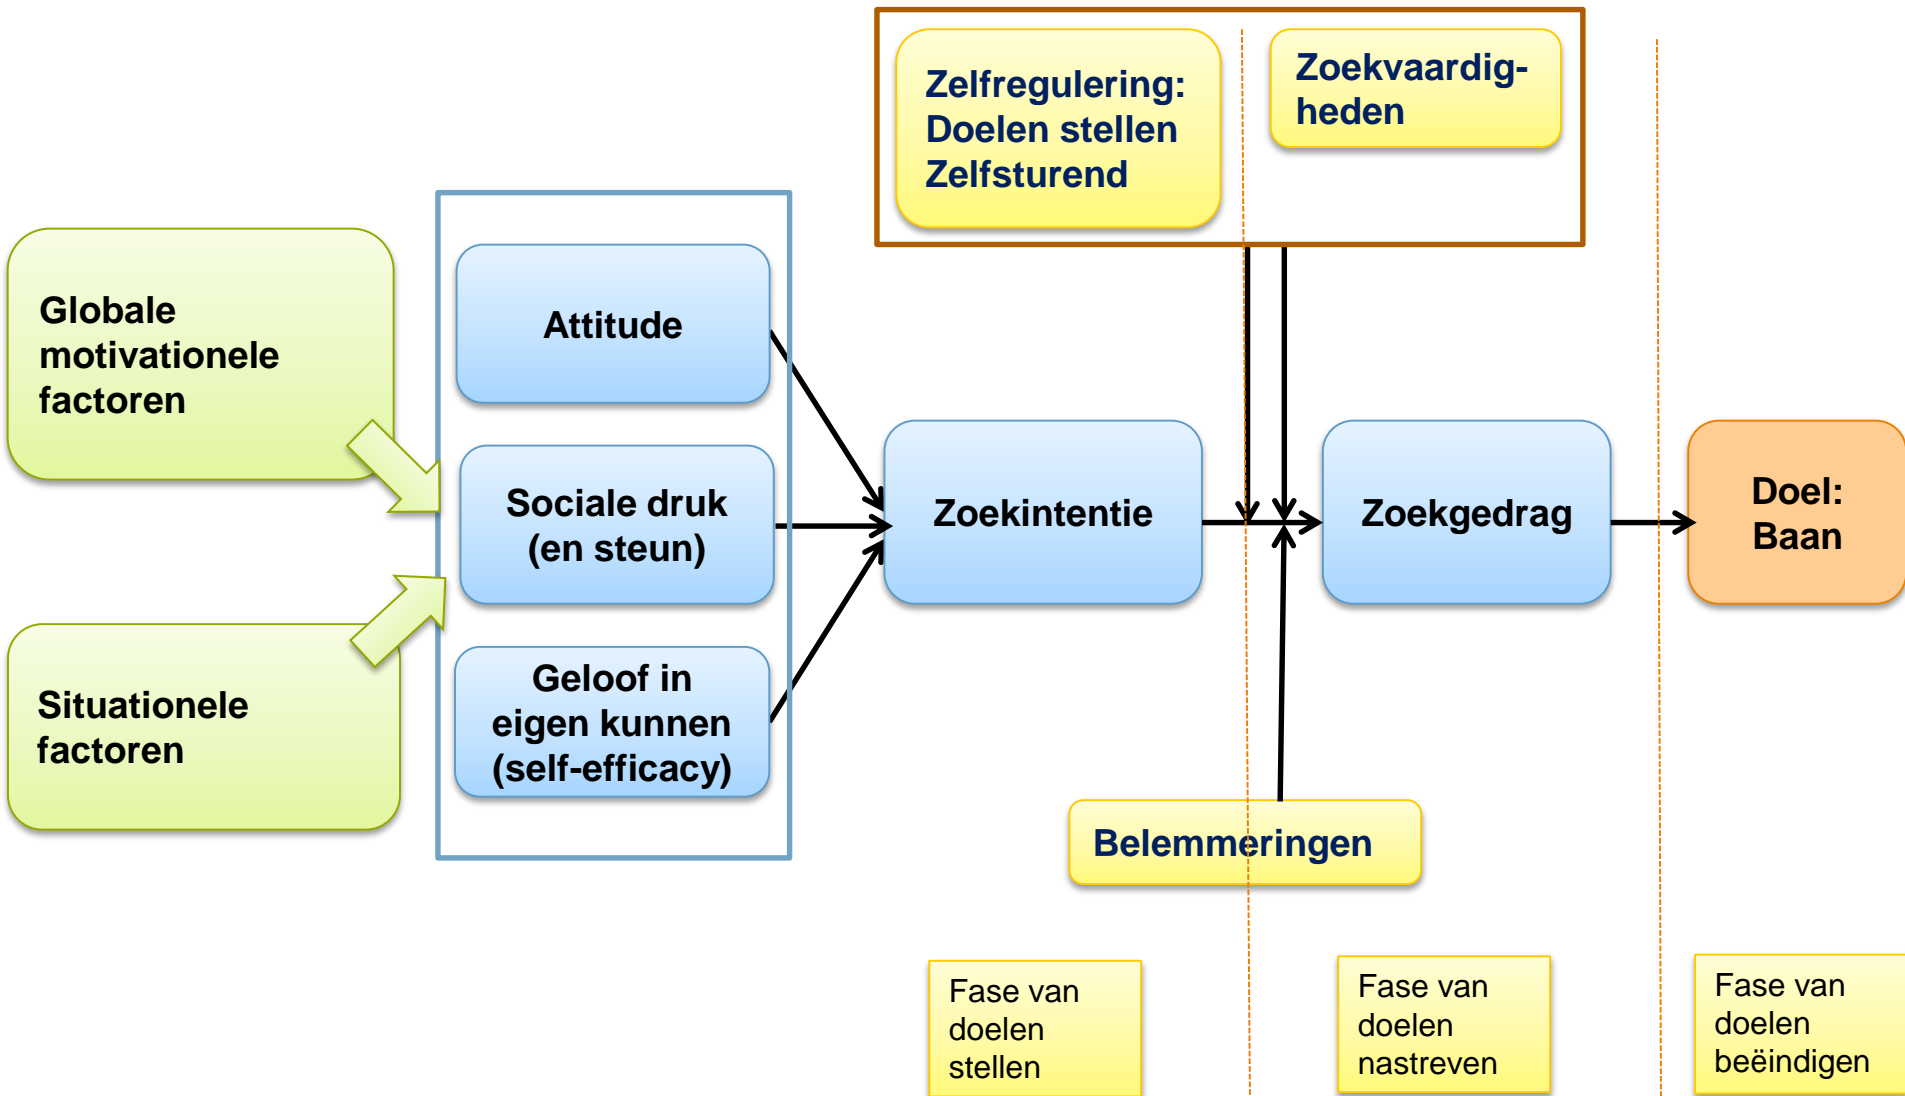 Zelfregulering:
Doelen stellen
Zelfsturend
Zoekvaardig-
heden
Globale
motivationele
factoren
Situationele
factoren
Attitude
Sociale druk
(en steun)
Geloof in
eigen kunnen
(self-efficacy)
Zoekintentie
Zoekgedrag
Doel:
Baan
Belemmeringen
Fase van
doelen
stellen
Fase van
doelen
nastreven
Fase van
doelen
beëindigen